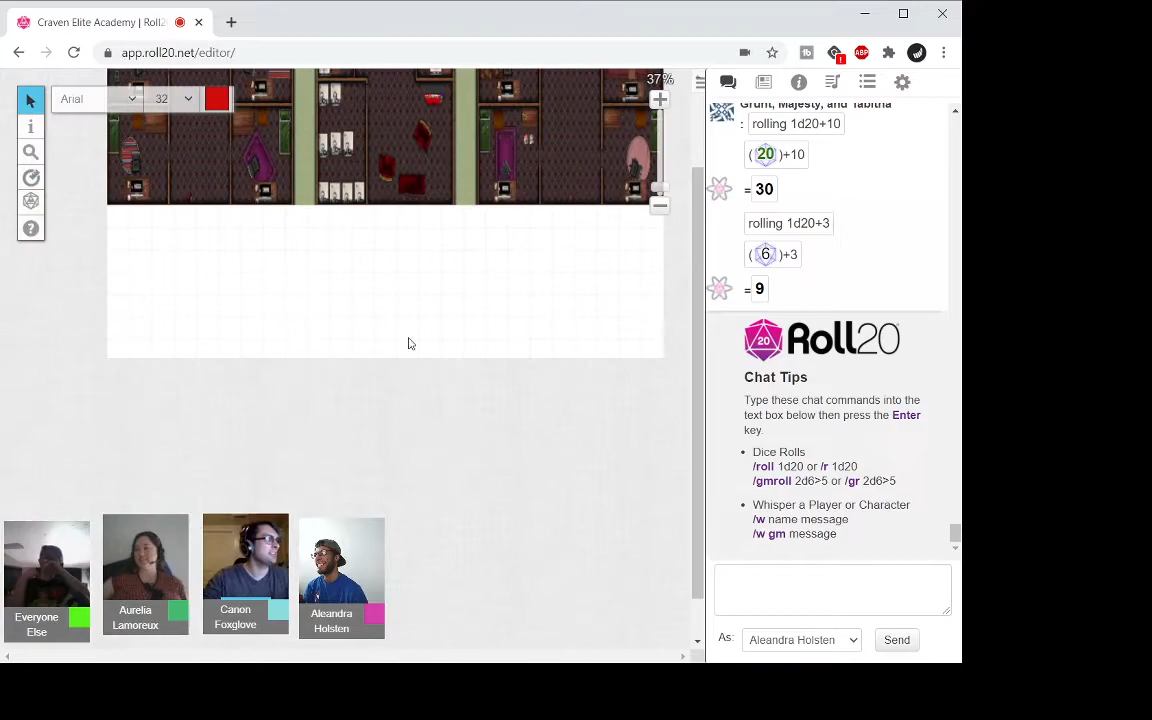 Craven Elite Academy | Roll2
app.roll20.net/editor/
Arial
32
37%
Grunt, Majesty, and Tabitha
: rolling 1d20+10
(20)+10
= 30
rolling 1d20+3
(6)+3
= 9
Roll20
Chat Tips
Type these chat commands into the
text box below then press the Enter
key.
Dice Rolls
/roll 1d20 or /r 1d20
/gmroll 2d6>5 or /gr 2d6>5
Whisper a Player or Character
/w name message
/w gm message
Everyone
Else
Aurelia
Lamoreux
Canon
Foxglove
Aleandra
Holsten
As:
Aleandra Holsten
Send